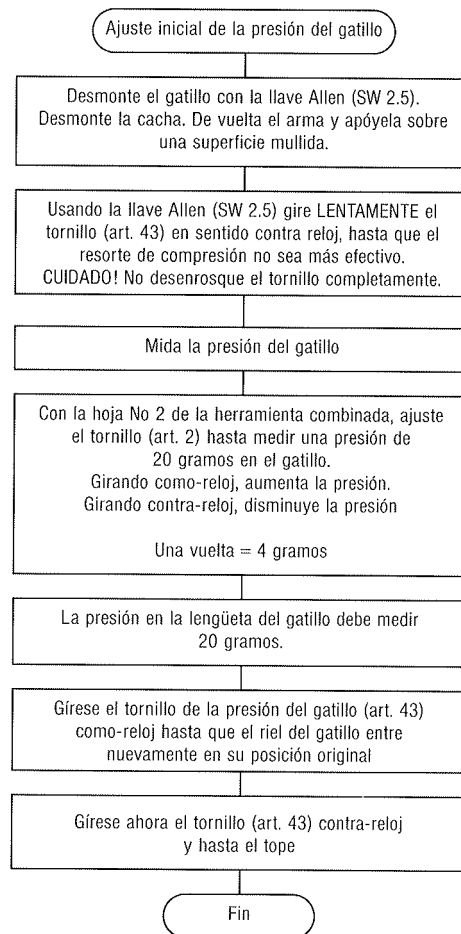 Ajuste inicial de la presión del gatillo
Desmonte el gatillo con la llave Allen (SW 2.5).
Desmonte la cacha. De vuelta el arma y apóyela sobre
una superficie mullida.
Usando la llave Allen (SW 2.5) gire LENTAMENTE el
tornillo (art. 43) en sentido contra reloj, hasta que el
resorte de compresión no sea más efectivo.
CUIDADO! No desenrosque el tornillo completamente.
Mida la presión del gatillo
Con la hoja No 2 de la herramienta combinada, ajuste
el tornillo (art. 2) hasta medir una presión de
20 gramos en el gatillo.
Girando como-reloj, aumenta la presión.
Girando contra-reloj, disminuye la presión
Una vuelta = 4 gramos
La presión en la lengüeta del gatillo debe medir
20 gramos.
Gírese el tornillo de la presión del gatillo (art. 43)
como-reloj hasta que el riel del gatillo entre
nuevamente en su posición original
Gírese ahora el tornillo (art. 43) contra-reloj
y hasta el tope
Fin